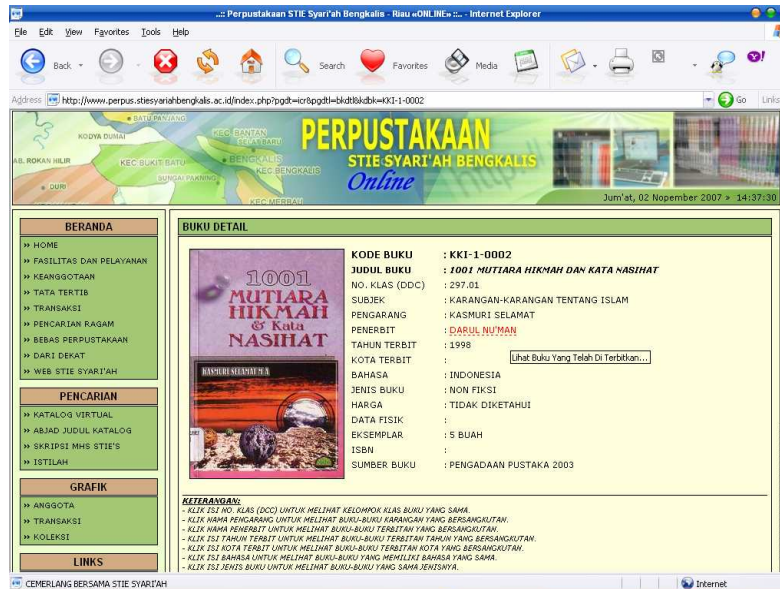 ..:: Perpustakaan STIE Syari'ah Bengkalis - Riau «ONLINE» ::.. - Internet Explorer
File Edit View Favorites Tools Help
Back Search Favorites Media
Address http://www.perpus.stiesyariahbengkalis.ac.id/index.php?pgdt=icr&pgdtl=bkdtl&kdbk=KKI-1-0002 Go Links
BATU PANJANG
KODYA DUMAI
KEC BANTAN
SELAT BARU
AB. ROKAN HILIR
KEC BUKIT BATU
BENGKALIS
KEC BENGKALIS
SUNGAI PAKNING
DURI
KEC MERBAU
PERPUSTAKAAN
STIE SYARI'AH BENGKALIS
Online
Jum'at, 02 Nopember 2007 » 14:37:30
BERANDA
» HOME
» FASILITAS DAN PELAYANAN
» KEANGGOTAAN
» TATA TERTIB
» TRANSAKSI
» PENCARIAN RAGAM
» BEBAS PERPUSTAKAAN
» DARI DEKAT
» WEB STIE SYARI'AH
PENCARIAN
» KATALOG VIRTUAL
» ABJAD JUDUL KATALOG
» SKRIPSI MHS STIE'S
» ISTILAH
GRAFIK
» ANGGOTA
» TRANSAKSI
» KOLEKSI
LINKS
BUKU DETAIL
1001
MUTIARA
HIKMAH
& Kata
NASIHAT
KASMURI SELAMAT M.A
KODE BUKU : KKI-1-0002
JUDUL BUKU : 1001 MUTIARA HIKMAH DAN KATA NASIHAT
NO. KLAS (DDC) : 297.01
SUBJEK : KARANGAN-KARANGAN TENTANG ISLAM
PENGARANG : KASMURI SELAMAT
PENERBIT : DARUL NU'MAN
TAHUN TERBIT : 1998
Lihat Buku Yang Telah Di Terbitkan...
KOTA TERBIT :
BAHASA : INDONESIA
JENIS BUKU : NON FIKSI
HARGA : TIDAK DIKETAHUI
DATA FISIK :
EKSEMPLAR : 5 BUAH
ISBN :
SUMBER BUKU : PENGADAAN PUSTAKA 2003
KETERANGAN:
- KLIK ISI NO. KLAS (DCC) UNTUK MELIHAT KELOMPOK KLAS BUKU YANG SAMA.
- KLIK NAMA PENGARANG UNTUK MELIHAT BUKU-BUKU KARANGAN YANG BERSANGKUTAN.
- KLIK NAMA PENERBIT UNTUK MELIHAT BUKU-BUKU TERBITAN YANG BERSANGKUTAN.
- KLIK ISI TAHUN TERBIT UNTUK MELIHAT BUKU-BUKU TERBITAN TAHUN YANG BERSANGKUTAN.
- KLIK ISI KOTA TERBIT UNTUK MELIHAT BUKU-BUKU TERBITAN KOTA YANG BERSANGKUTAN.
- KLIK ISI BAHASA UNTUK MELIHAT BUKU-BUKU YANG MEMILIKI BAHASA YANG SAMA.
- KLIK ISI JENIS BUKU UNTUK MELIHAT BUKU-BUKU YANG SAMA JENISNYA.
CEMERLANG BERSAMA STIE SYARI'AH
Internet